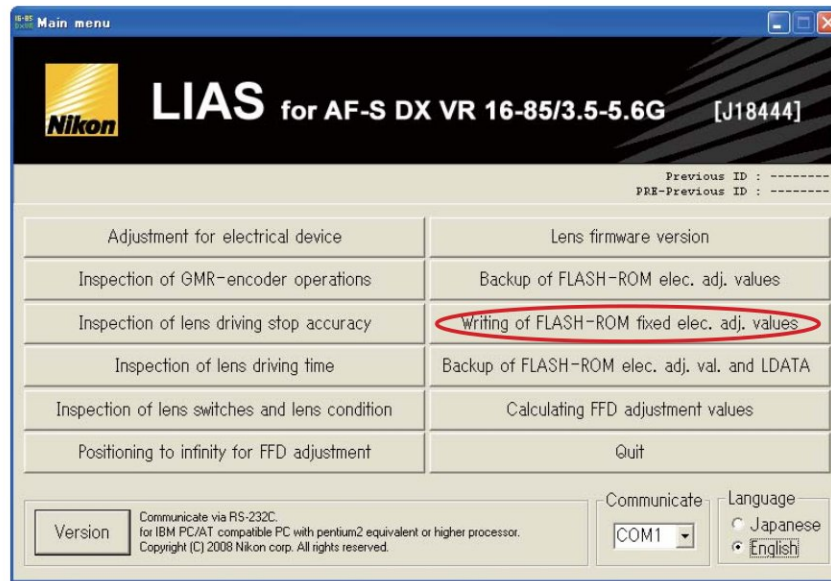 Main menu
Nikon
LIAS for AF-S DX VR 16-85/3.5-5.6G [J18444]
Previous ID : --------
PRE-Previous ID : --------
Adjustment for electrical device
Lens firmware version
Inspection of GMR-encoder operations
Backup of FLASH-ROM elec. adj. values
Inspection of lens driving stop accuracy
Writing of FLASH-ROM fixed elec. adj. values
Inspection of lens driving time
Backup of FLASH-ROM elec. adj. val. and LDATA
Inspection of lens switches and lens condition
Calculating FFD adjustment values
Positioning to infinity for FFD adjustment
Quit
Version
Communicate via RS-232C.
for IBM PC/AT compatible PC with pentium2 equivalent or higher processor.
Copyright (C) 2008 Nikon corp. All rights reserved.
Communicate
COM1
Language
Japanese
English